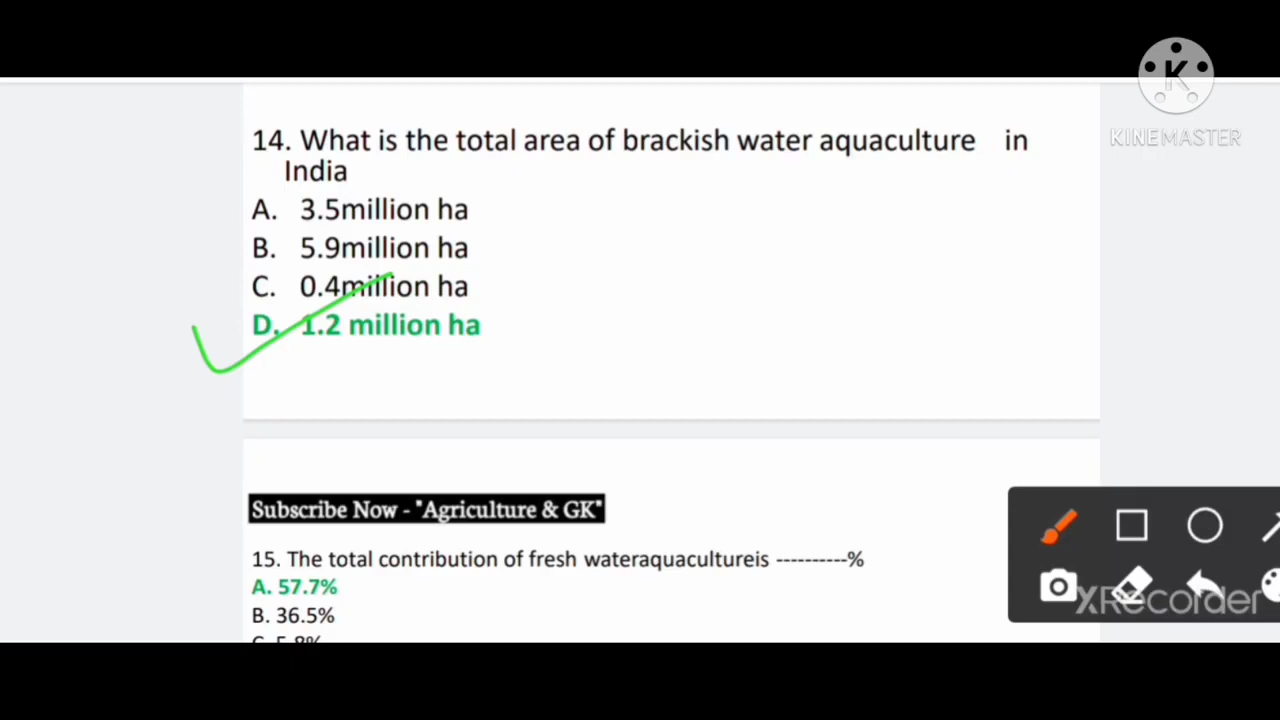 KINEMASTER
14. What is the total area of brackish water aquaculture in
India
A. 3.5million ha
B. 5.9million ha
C. 0.4million ha
D. 1.2 million ha
Subscribe Now - "Agriculture & GK"
15. The total contribution of fresh wateraquacultureis ----------%
A. 57.7%
B. 36.5%
C. 5.8%
XRecorder